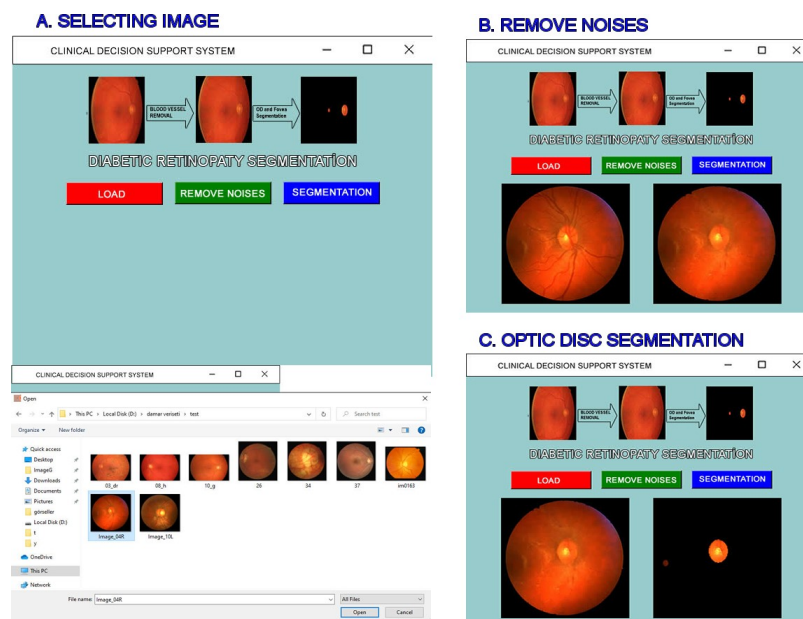 A. SELECTING IMAGE
CLINICAL DECISION SUPPORT SYSTEM
BLOOD VESSEL
REMOVAL
OD and Fovea
Segmentation
DIABETIC RETINOPATY SEGMENTATİON
LOAD
REMOVE NOISES
SEGMENTATION
CLINICAL DECISION SUPPORT SYSTEM
Open
This PC > Local Disk (D:) > damar veriseti > test
Search test
Organize
New folder
Quick access
Desktop
ImageG
Downloads
Documents
Pictures
görseller
Local Disk (D:)
t
y
OneDrive
This PC
Network
03_dr
08_h
10_g
26
34
37
im0163
Image_04R
Image_10L
File name: Image_04R
All Files
Open
Cancel
B. REMOVE NOISES
CLINICAL DECISION SUPPORT SYSTEM
BLOOD VESSEL
REMOVAL
OD and Fovea
Segmentation
DIABETIC RETINOPATY SEGMENTATİON
LOAD
REMOVE NOISES
SEGMENTATION
C. OPTIC DISC SEGMENTATION
CLINICAL DECISION SUPPORT SYSTEM
BLOOD VESSEL
REMOVAL
OD and Fovea
Segmentation
DIABETIC RETINOPATY SEGMENTATİON
LOAD
REMOVE NOISES
SEGMENTATION